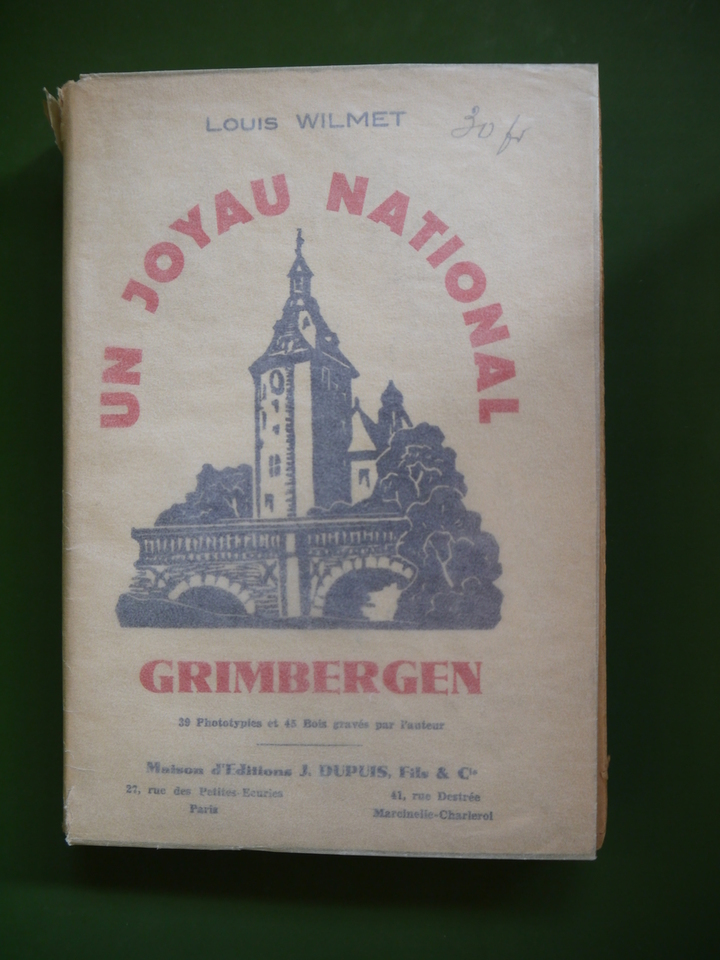 LOUIS WILMET
30 fr
UN JOYAU NATIONAL
GRIMBERGEN
39 Phototypies et 45 Bois gravés par l'auteur
Maison d'Editions J. DUPUIS, Fils & Cie
27, rue des Petites-Ecuries
Paris
41, rue Destrée
Marcinelle-Charleroi